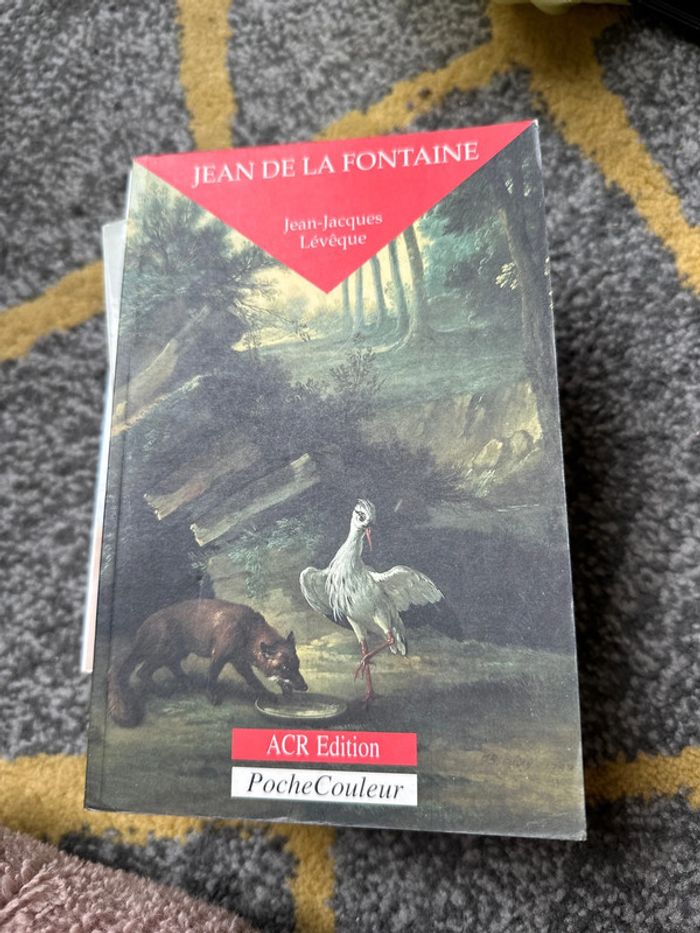 JEAN DE LA FONTAINE
Jean-Jacques
Lévêque
ACR Edition
PocheCouleur